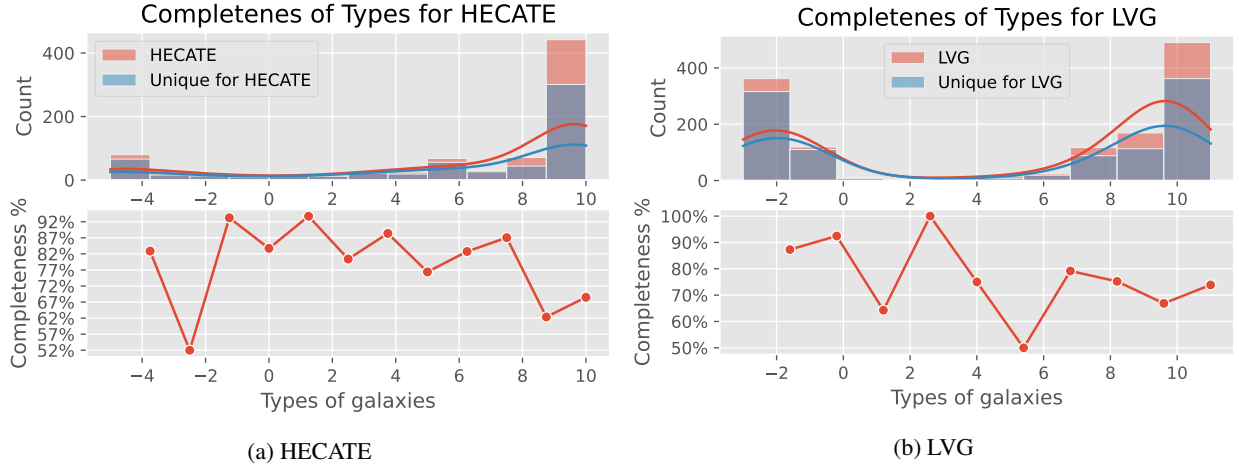 Completenes of Types for HECATE
400
200
0
Count
HECATE
Unique for HECATE
−4 −2 0 2 4 6 8 10
92%
87%
82%
77%
72%
67%
62%
57%
52%
Completeness %
−4 −2 0 2 4 6 8 10
Types of galaxies
(a) HECATE
Completenes of Types for LVG
400
200
0
Count
LVG
Unique for LVG
−2 0 2 4 6 8 10
100%
90%
80%
70%
60%
50%
Completeness %
−2 0 2 4 6 8 10
Types of galaxies
(b) LVG